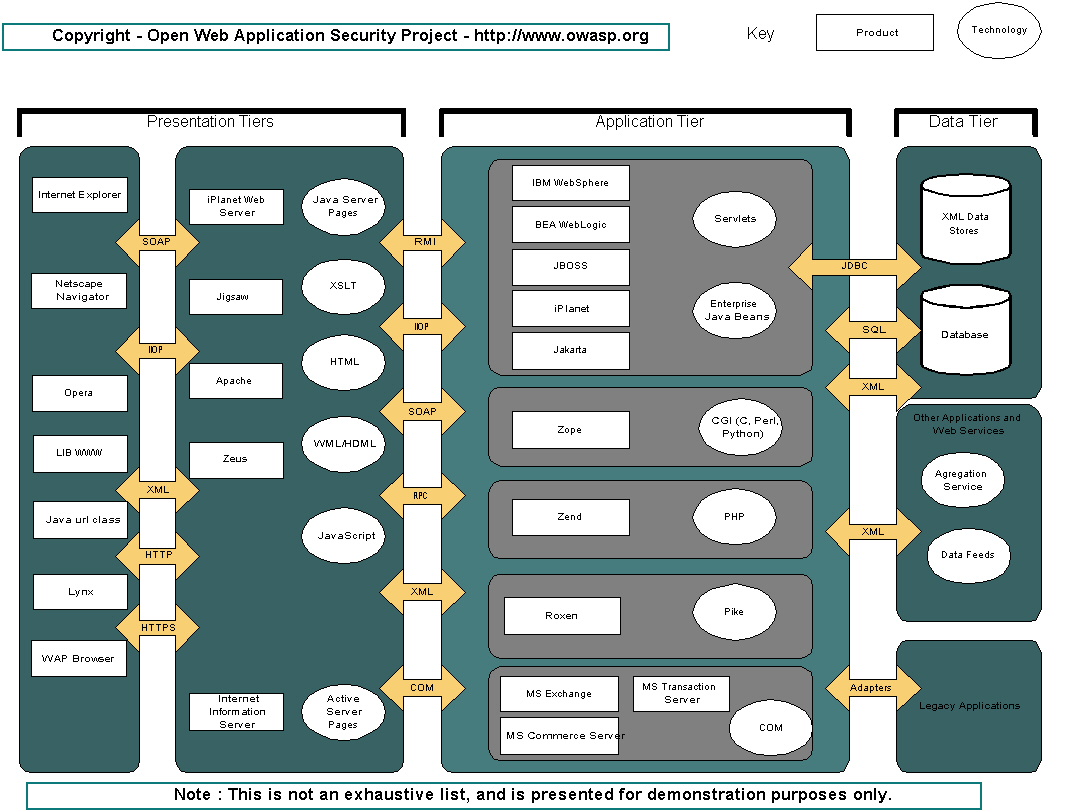 Copyright - Open Web Application Security Project - http://www.owasp.org
Key
Product
Technology
Presentation Tiers
Application Tier
Data Tier
Internet Explorer
Netscape
Navigator
Opera
LIB WWW
Java url class
Lynx
WAP Browser
SOAP
IIOP
XML
HTTP
HTTPS
iPlanet Web
Server
Jigsaw
Apache
Zeus
Internet
Information
Server
Java Server
Pages
XSLT
HTML
WML/HDML
JavaScript
Active
Server
Pages
RMI
IIOP
SOAP
RPC
XML
COM
IBM WebSphere
BEA WebLogic
JBOSS
iPlanet
Jakarta
Servlets
Enterprise
Java Beans
Zope
CGI (C, Perl,
Python)
Zend
PHP
Roxen
Pike
MS Exchange
MS Transaction
Server
MS Commerce Server
COM
JDBC
SQL
XML
XML
Adapters
XML Data
Stores
Database
Other Applications and
Web Services
Agregation
Service
Data Feeds
Legacy Applications
Note : This is not an exhaustive list, and is presented for demonstration purposes only.